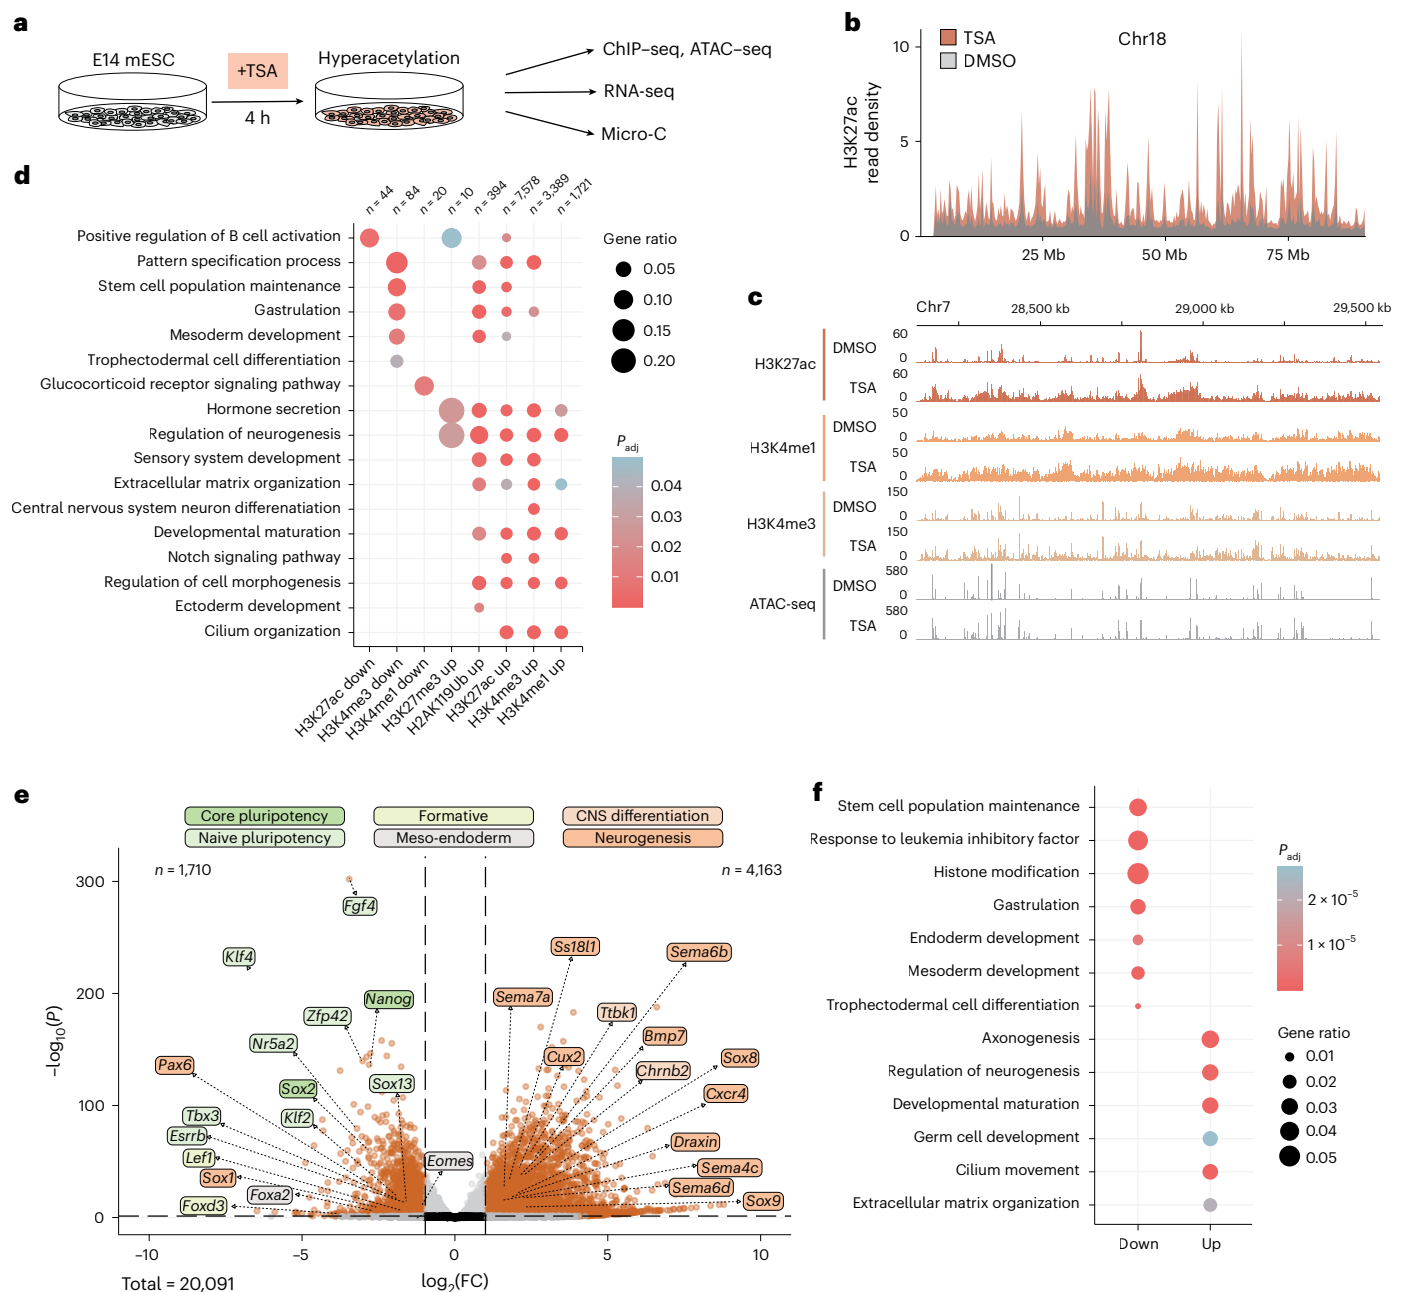 a
E14 mESC
+TSA
4 h
Hyperacetylation
ChIP–seq, ATAC–seq
RNA-seq
Micro-C
b
TSA
DMSO
Chr18
H3K27ac
read density
10
5
0
25 Mb
50 Mb
75 Mb
c
Chr7
28,500 kb
29,000 kb
29,500 kb
H3K27ac
DMSO
60
0
TSA
60
0
H3K4me1
DMSO
50
0
TSA
50
0
H3K4me3
DMSO
150
0
TSA
150
0
ATAC-seq
DMSO
580
0
TSA
580
0
d
n = 44
n = 84
n = 20
n = 10
n = 394
n = 7,578
n = 3,389
n = 1,721
Positive regulation of B cell activation
Pattern specification process
Stem cell population maintenance
Gastrulation
Mesoderm development
Trophectodermal cell differentiation
Glucocorticoid receptor signaling pathway
Hormone secretion
Regulation of neurogenesis
Sensory system development
Extracellular matrix organization
Central nervous system neuron differenatiation
Developmental maturation
Notch signaling pathway
Regulation of cell morphogenesis
Ectoderm development
Cilium organization
H3K27ac down
H3K4me3 down
H3K4me1 down
H3K27me3 up
H2AK119Ub up
H3K27ac up
H3K4me3 up
H3K4me1 up
Gene ratio
0.05
0.10
0.15
0.20
Padj
0.04
0.03
0.02
0.01
e
Core pluripotency
Formative
CNS differentiation
Naive pluripotency
Meso-endoderm
Neurogenesis
n = 1,710
n = 4,163
–log10(P)
300
200
100
0
Fgf4
Klf4
Nanog
Zfp42
Nr5a2
Pax6
Sox2
Sox13
Tbx3
Klf2
Esrrb
Lef1
Sox1
Foxa2
Foxd3
Eomes
Ss18l1
Sema6b
Sema7a
Ttbk1
Bmp7
Cux2
Chrnb2
Sox8
Cxcr4
Draxin
Sema4c
Sema6d
Sox9
–10
–5
0
5
10
Total = 20,091
log2(FC)
f
Stem cell population maintenance
Response to leukemia inhibitory factor
Histone modification
Gastrulation
Endoderm development
Mesoderm development
Trophectodermal cell differentiation
Axonogenesis
Regulation of neurogenesis
Developmental maturation
Germ cell development
Cilium movement
Extracellular matrix organization
Down
Up
Padj
2 × 10–5
1 × 10–5
Gene ratio
0.01
0.02
0.03
0.04
0.05